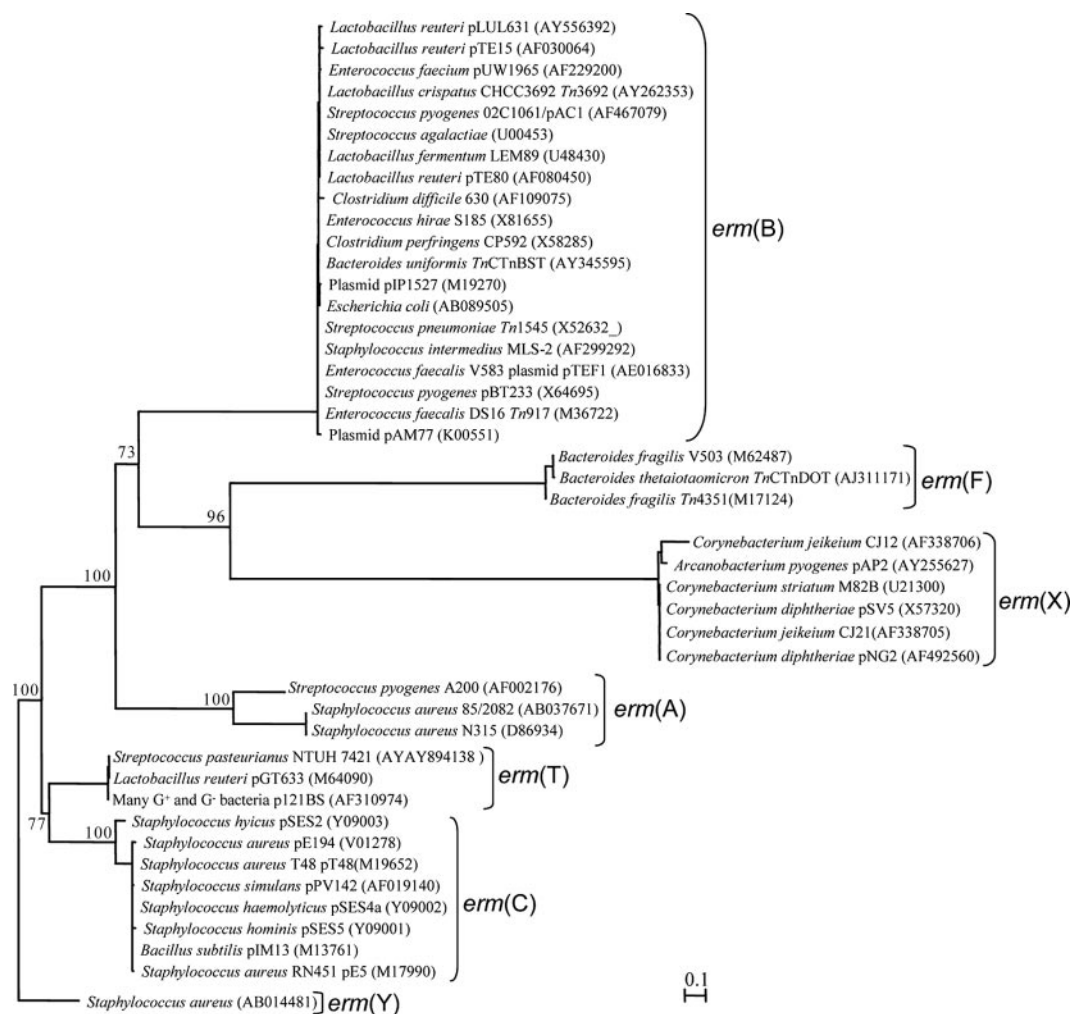 Lactobacillus reuteri pLUL631 (AY556392)
Lactobacillus reuteri pTE15 (AF030064)
Enterococcus faecium pUW1965 (AF229200)
Lactobacillus crispatus CHCC3692 Tn3692 (AY262353)
Streptococcus pyogenes 02C1061/pAC1 (AF467079)
Streptococcus agalactiae (U00453)
Lactobacillus fermentum LEM89 (U48430)
Lactobacillus reuteri pTE80 (AF080450)
Clostridium difficile 630 (AF109075)
Enterococcus hirae S185 (X81655)
erm(B)
Clostridium perfringens CP592 (X58285)
Bacteroides uniformis TnCTnBST (AY345595)
Plasmid pIP1527 (M19270)
Escherichia coli (AB089505)
Streptococcus pneumoniae Tn1545 (X52632_)
Staphylococcus intermedius MLS-2 (AF299292)
Enterococcus faecalis V583 plasmid pTEF1 (AE016833)
Streptococcus pyogenes pBT233 (X64695)
Enterococcus faecalis DS16 Tn917 (M36722)
Plasmid pAM77 (K00551)
73
Bacteroides fragilis V503 (M62487)
Bacteroides thetaiotaomicron TnCTnDOT (AJ311171)
erm(F)
Bacteroides fragilis Tn4351(M17124)
96
Corynebacterium jeikeium CJ12 (AF338706)
Arcanobacterium pyogenes pAP2 (AY255627)
Corynebacterium striatum M82B (U21300)
erm(X)
Corynebacterium diphtheriae pSV5 (X57320)
Corynebacterium jeikeium CJ21(AF338705)
Corynebacterium diphtheriae pNG2 (AF492560)
100
Streptococcus pyogenes A200 (AF002176)
100
Staphylococcus aureus 85/2082 (AB037671)
erm(A)
Staphylococcus aureus N315 (D86934)
100
Streptococcus pasteurianus NTUH 7421 (AYAY894138 )
Lactobacillus reuteri pGT633 (M64090)
erm(T)
Many G+ and G- bacteria p121BS (AF310974)
77
100
Staphylococcus hyicus pSES2 (Y09003)
Staphylococcus aureus pE194 (V01278)
Staphylococcus aureus T48 pT48(M19652)
Staphylococcus simulans pPV142 (AF019140)
erm(C)
Staphylococcus haemolyticus pSES4a (Y09002)
Staphylococcus hominis pSES5 (Y09001)
Bacillus subtilis pIM13 (M13761)
Staphylococcus aureus RN451 pE5 (M17990)
0.1
Staphylococcus aureus (AB014481)
erm(Y)